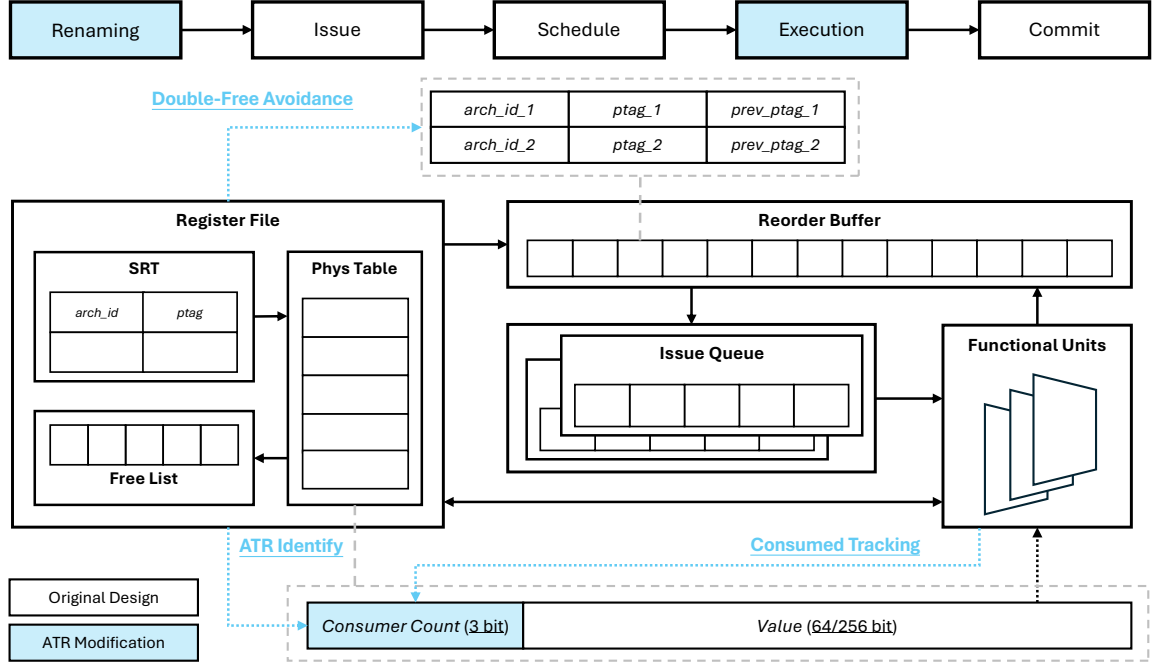 Renaming
Issue
Schedule
Execution
Commit
Double-Free Avoidance
arch_id_1 ptag_1 prev_ptag_1
arch_id_2 ptag_2 prev_ptag_2
Register File
Reorder Buffer
SRT
Phys Table
arch_id ptag
Free List
Issue Queue
Functional Units
ATR Identify
Consumed Tracking
Original Design
ATR Modification
Consumer Count (3 bit)
Value (64/256 bit)